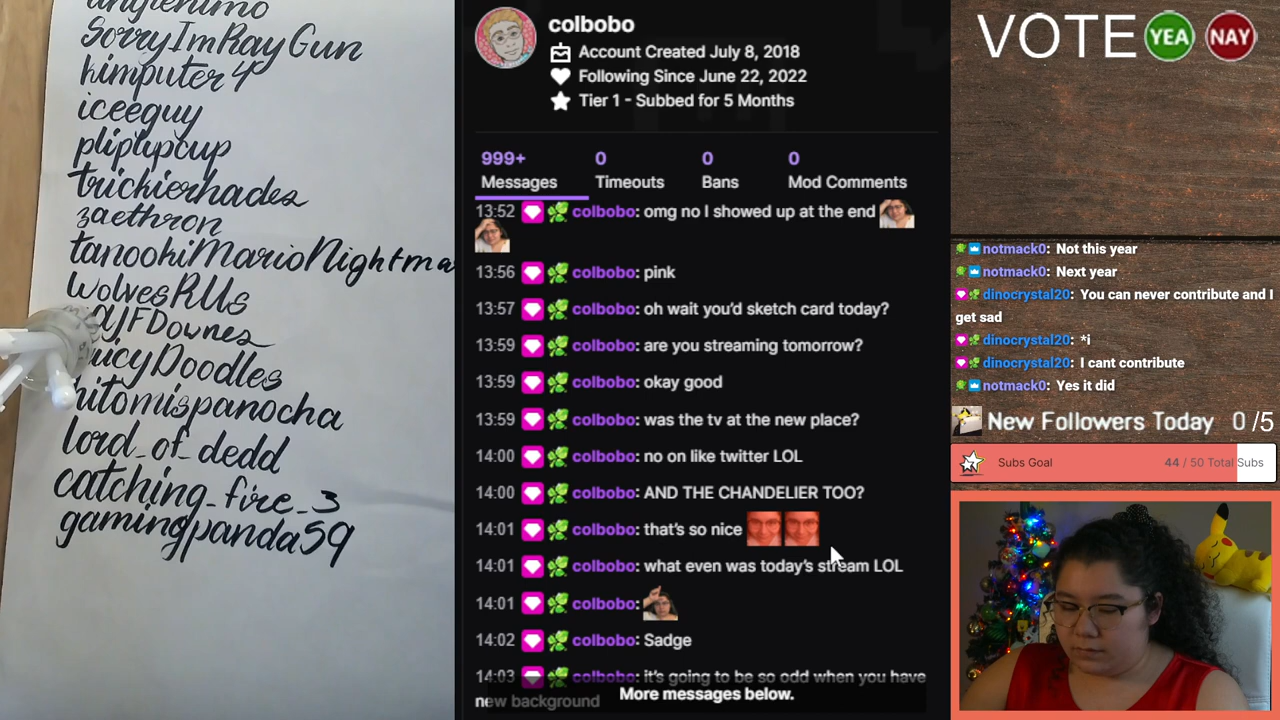 angienimo
SorryImRayGun
kimputer4
iceeguy
pliplupcup
trickierhades
zaethron
tanookiMarioNightma
WolvesRUs
FDownes
ucyDoodles
hitomispanocha
lord_of_dedd
catching_fire_3
gamingpanda59
colbobo
Account Created July 8, 2018
Following Since June 22, 2022
Tier 1 - Subbed for 5 Months
999+ 0 0 0
Messages Timeouts Bans Mod Comments
13:52 colbobo: omg no I showed up at the end
13:56 colbobo: pink
13:57 colbobo: oh wait you'd sketch card today?
13:59 colbobo: are you streaming tomorrow?
13:59 colbobo: okay good
13:59 colbobo: was the tv at the new place?
14:00 colbobo: no on like twitter LOL
14:00 colbobo: AND THE CHANDELIER TOO?
14:01 colbobo: that's so nice
14:01 colbobo: what even was today's stream LOL
14:01 colbobo:
14:02 colbobo: Sadge
14:03 colbobo: it's going to be so odd when you have
new background
More messages below.
VOTE YEA NAY
notmack0: Not this year
notmack0: Next year
dinocrystal20: You can never contribute and I
get sad
dinocrystal20: *i
dinocrystal20: I cant contribute
notmack0: Yes it did
New Followers Today 0 /5
Subs Goal 44 / 50 Total Subs